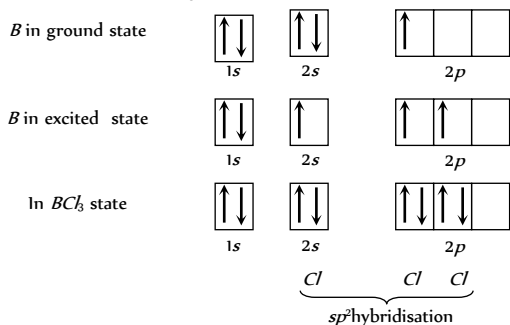 B in ground state
1s 2s 2p
B in excited state
1s 2s 2p
In BCl₃ state
1s 2s 2p
Cl Cl Cl
sp²hybridisation